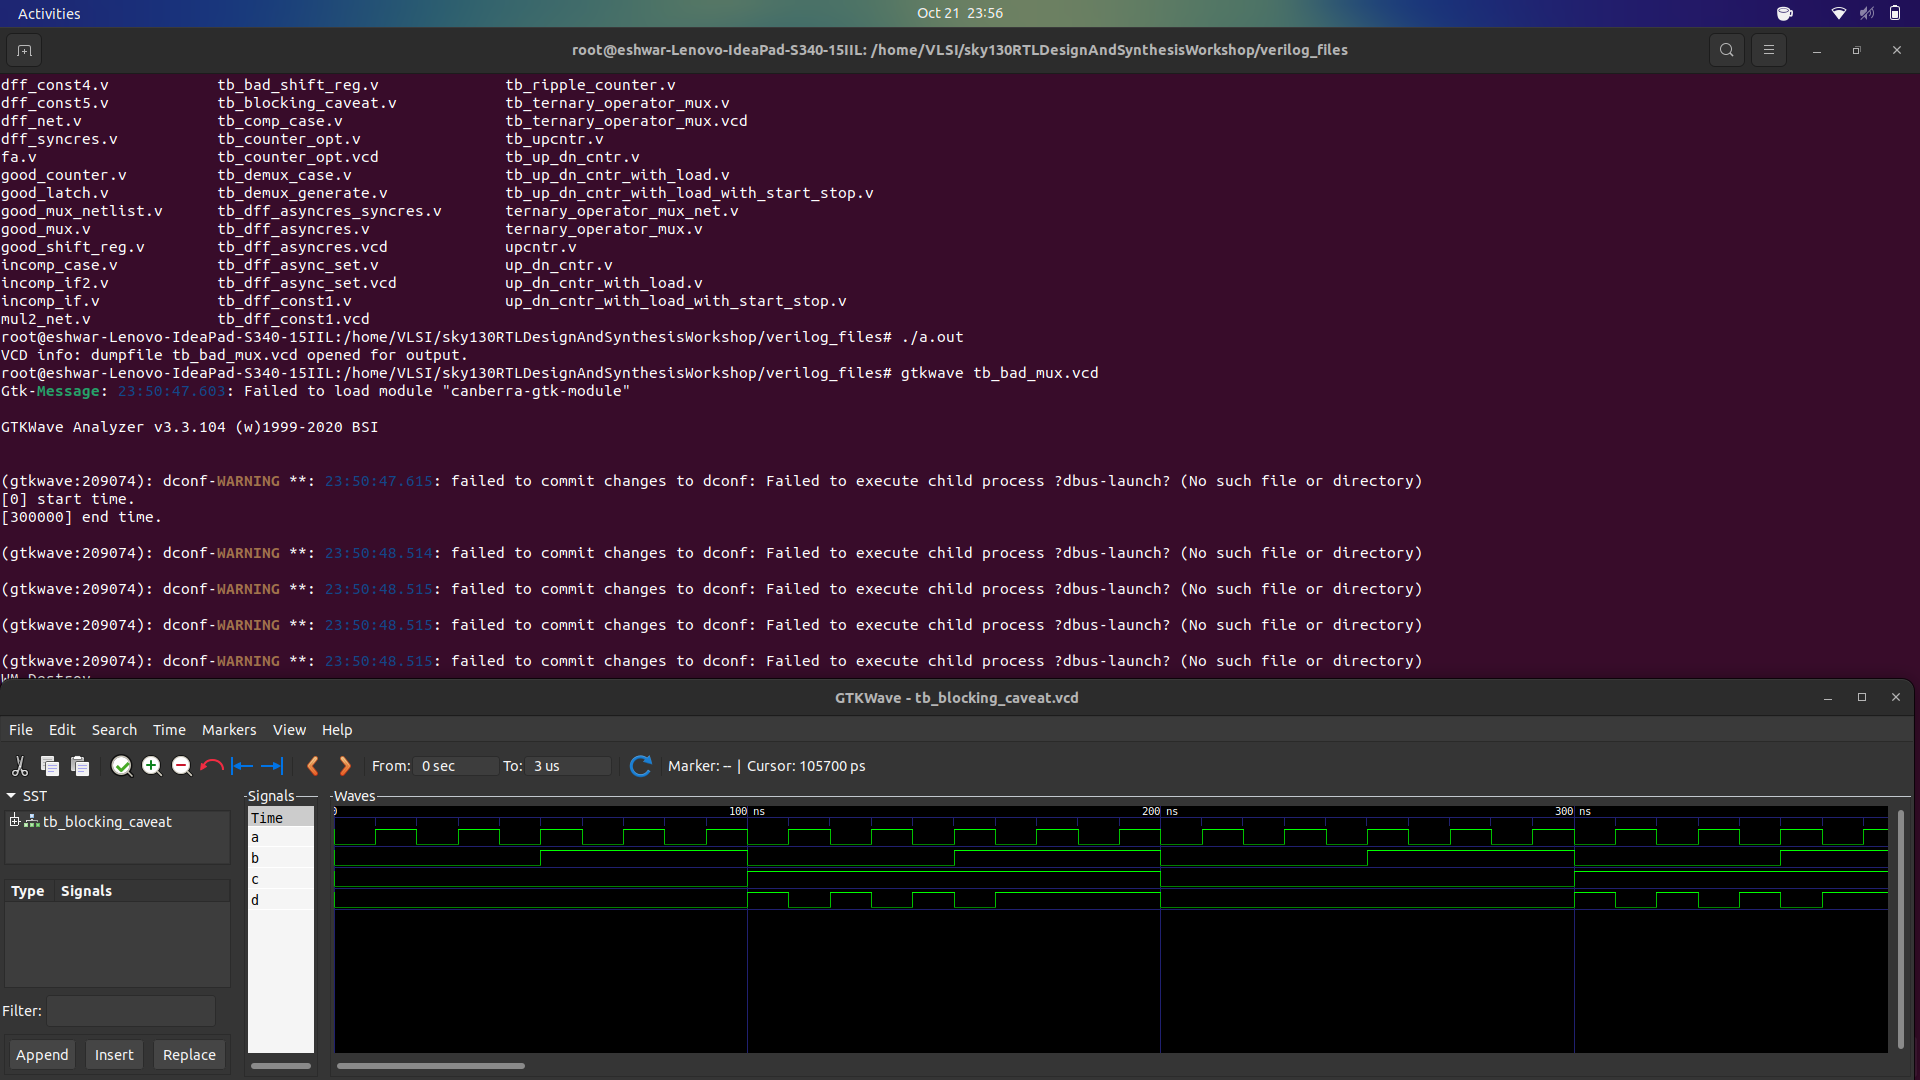 Activities
Oct 21 23:56
root@eshwar-Lenovo-IdeaPad-S340-15IIL: /home/VLSI/sky130RTLDesignAndSynthesisWorkshop/verilog_files
dff_const4.v tb_bad_shift_reg.v tb_ripple_counter.v
dff_const5.v tb_blocking_caveat.v tb_ternary_operator_mux.v
dff_net.v tb_comp_case.v tb_ternary_operator_mux.vcd
dff_syncres.v tb_counter_opt.v tb_upcntr.v
fa.v tb_counter_opt.vcd tb_up_dn_cntr.v
good_counter.v tb_demux_case.v tb_up_dn_cntr_with_load.v
good_latch.v tb_demux_generate.v tb_up_dn_cntr_with_load_with_start_stop.v
good_mux_netlist.v tb_dff_asyncres_syncres.v ternary_operator_mux_net.v
good_mux.v tb_dff_asyncres.v ternary_operator_mux.v
good_shift_reg.v tb_dff_asyncres.vcd upcntr.v
incomp_case.v tb_dff_async_set.v up_dn_cntr.v
incomp_if2.v tb_dff_async_set.vcd up_dn_cntr_with_load.v
incomp_if.v tb_dff_const1.v up_dn_cntr_with_load_with_start_stop.v
mul2_net.v tb_dff_const1.vcd
root@eshwar-Lenovo-IdeaPad-S340-15IIL:/home/VLSI/sky130RTLDesignAndSynthesisWorkshop/verilog_files# ./a.out
VCD info: dumpfile tb_bad_mux.vcd opened for output.
root@eshwar-Lenovo-IdeaPad-S340-15IIL:/home/VLSI/sky130RTLDesignAndSynthesisWorkshop/verilog_files# gtkwave tb_bad_mux.vcd
Gtk-Message: 23:50:47.603: Failed to load module "canberra-gtk-module"
GTKWave Analyzer v3.3.104 (w)1999-2020 BSI
(gtkwave:209074): dconf-WARNING **: 23:50:47.615: failed to commit changes to dconf: Failed to execute child process ?dbus-launch? (No such file or directory)
[0] start time.
[300000] end time.
(gtkwave:209074): dconf-WARNING **: 23:50:48.514: failed to commit changes to dconf: Failed to execute child process ?dbus-launch? (No such file or directory)
(gtkwave:209074): dconf-WARNING **: 23:50:48.515: failed to commit changes to dconf: Failed to execute child process ?dbus-launch? (No such file or directory)
(gtkwave:209074): dconf-WARNING **: 23:50:48.515: failed to commit changes to dconf: Failed to execute child process ?dbus-launch? (No such file or directory)
(gtkwave:209074): dconf-WARNING **: 23:50:48.515: failed to commit changes to dconf: Failed to execute child process ?dbus-launch? (No such file or directory)
WM Destroy
GTKWave - tb_blocking_caveat.vcd
File Edit Search Time Markers View Help
From: 0 sec To: 3 us Marker: -- | Cursor: 105700 ps
SST
tb_blocking_caveat
Type Signals
Filter:
Append Insert Replace
Signals
Time
a
b
c
d
Waves
0 100 ns 200 ns 300 ns